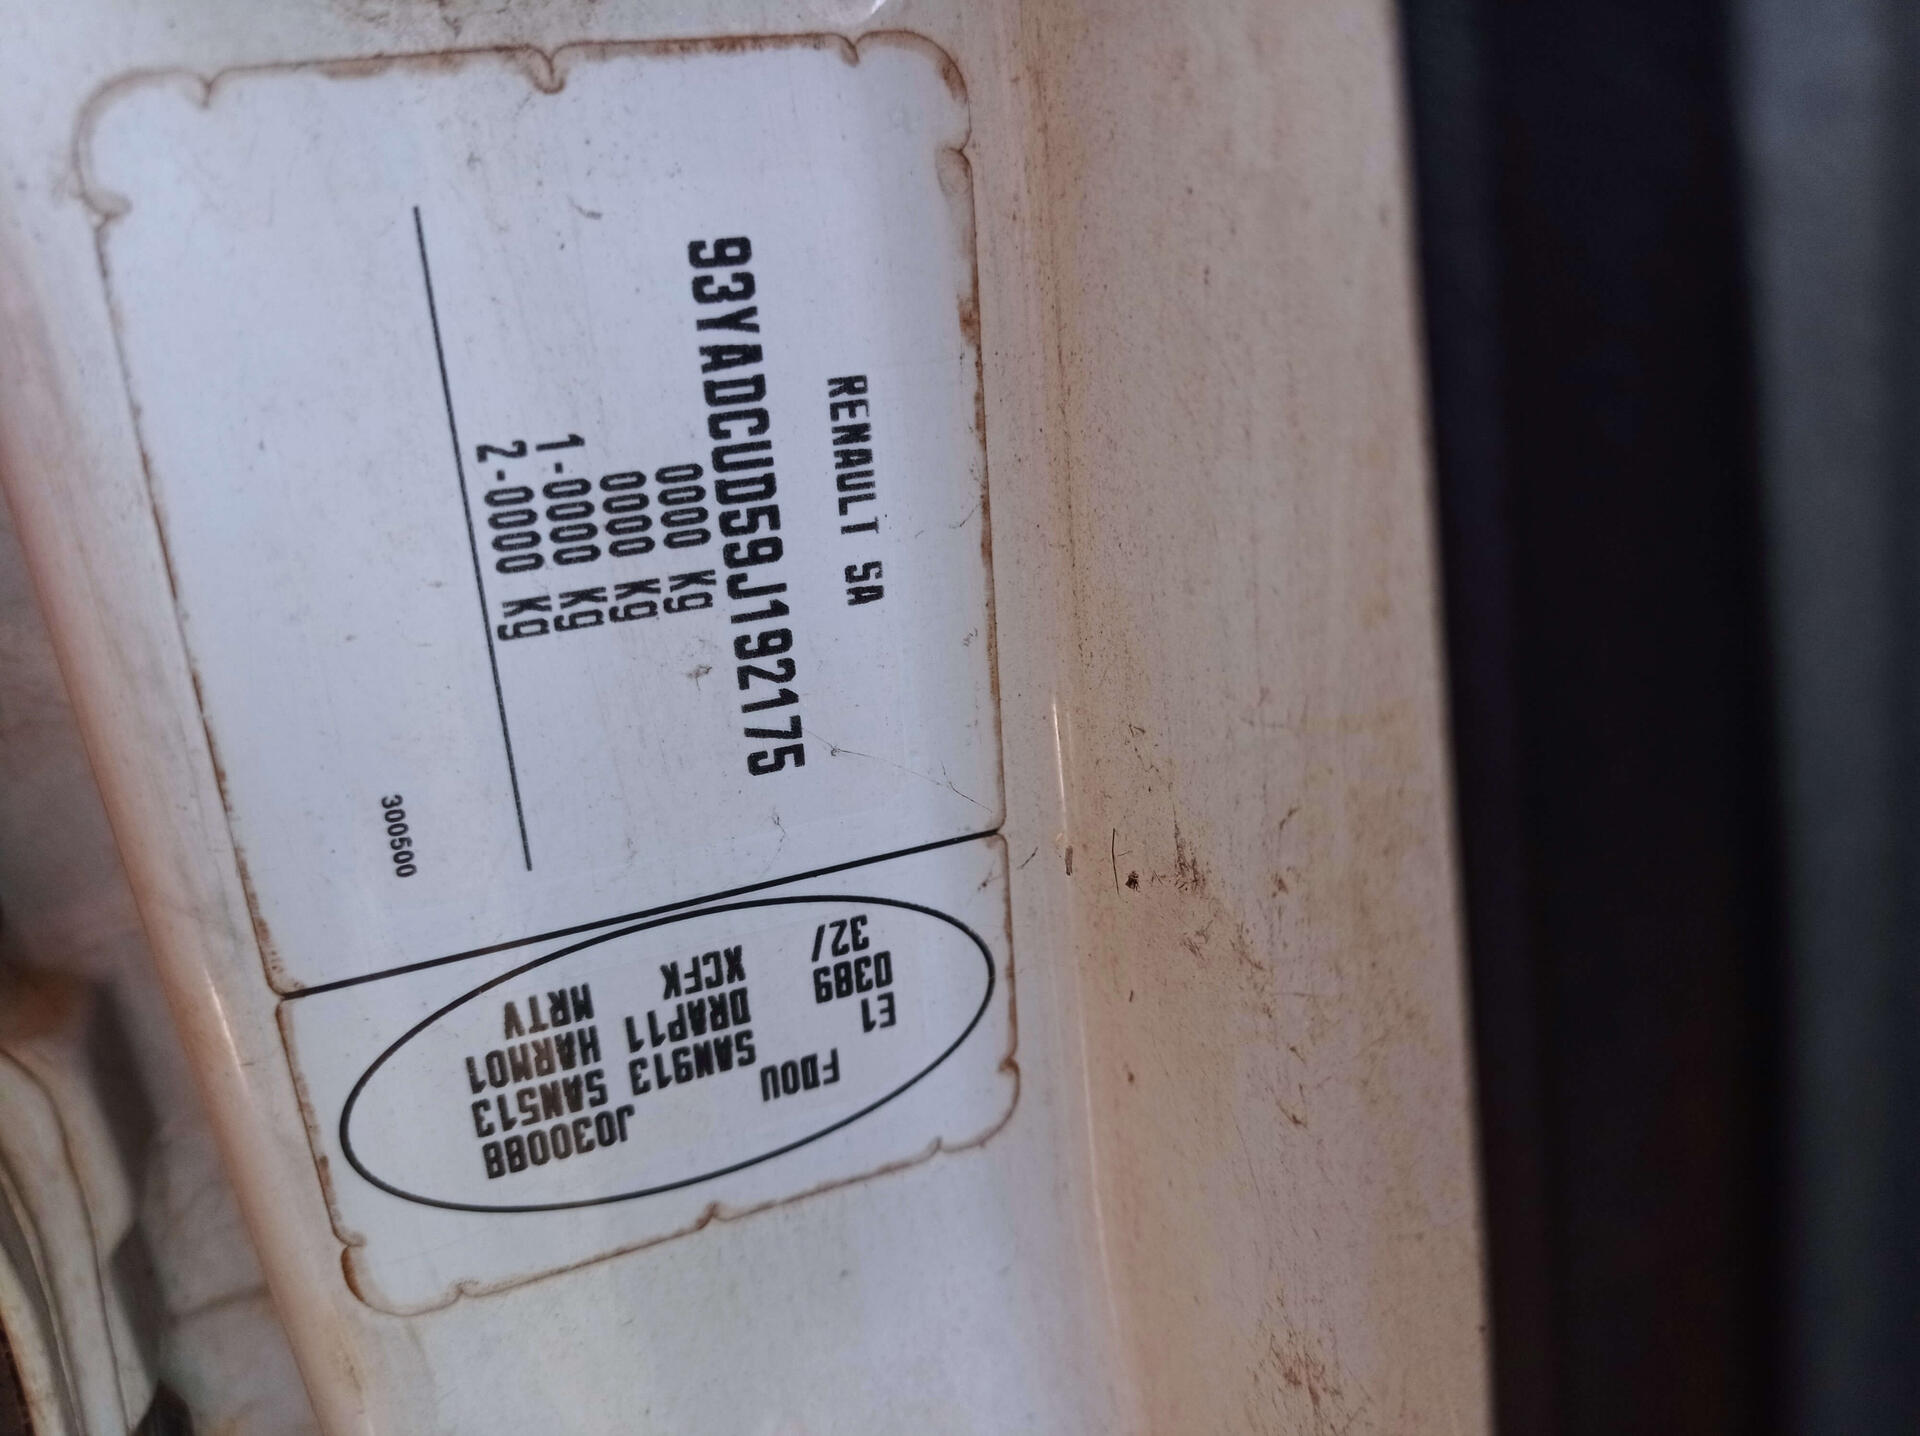 RENAULT SA
93YADCUD59J192175
0000 Kg
0000 Kg
1-0000 Kg
2-0000 Kg
300500
FDOU J030088
E1 SAN913 SAN513
0389 DRAP11 HARM01
32/ XCFK MRTV